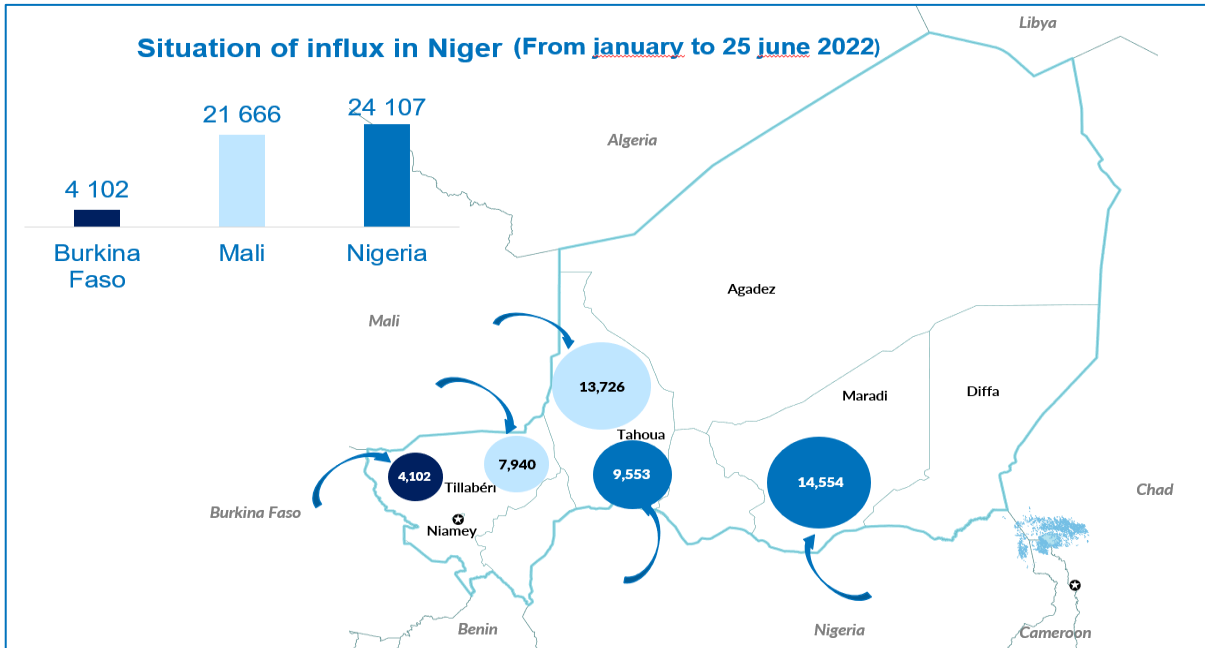 Libya
Situation of influx in Niger (From january to 25 june 2022)
21 666
24 107
4 102
Burkina
Faso
Mali
Nigeria
Algeria
Agadez
Mali
13,726
Maradi
Diffa
Tahoua
7,940
9,553
4,102
Tillabéri
14,554
Chad
Burkina Faso
Niamey
Benin
Nigeria
Cameroon